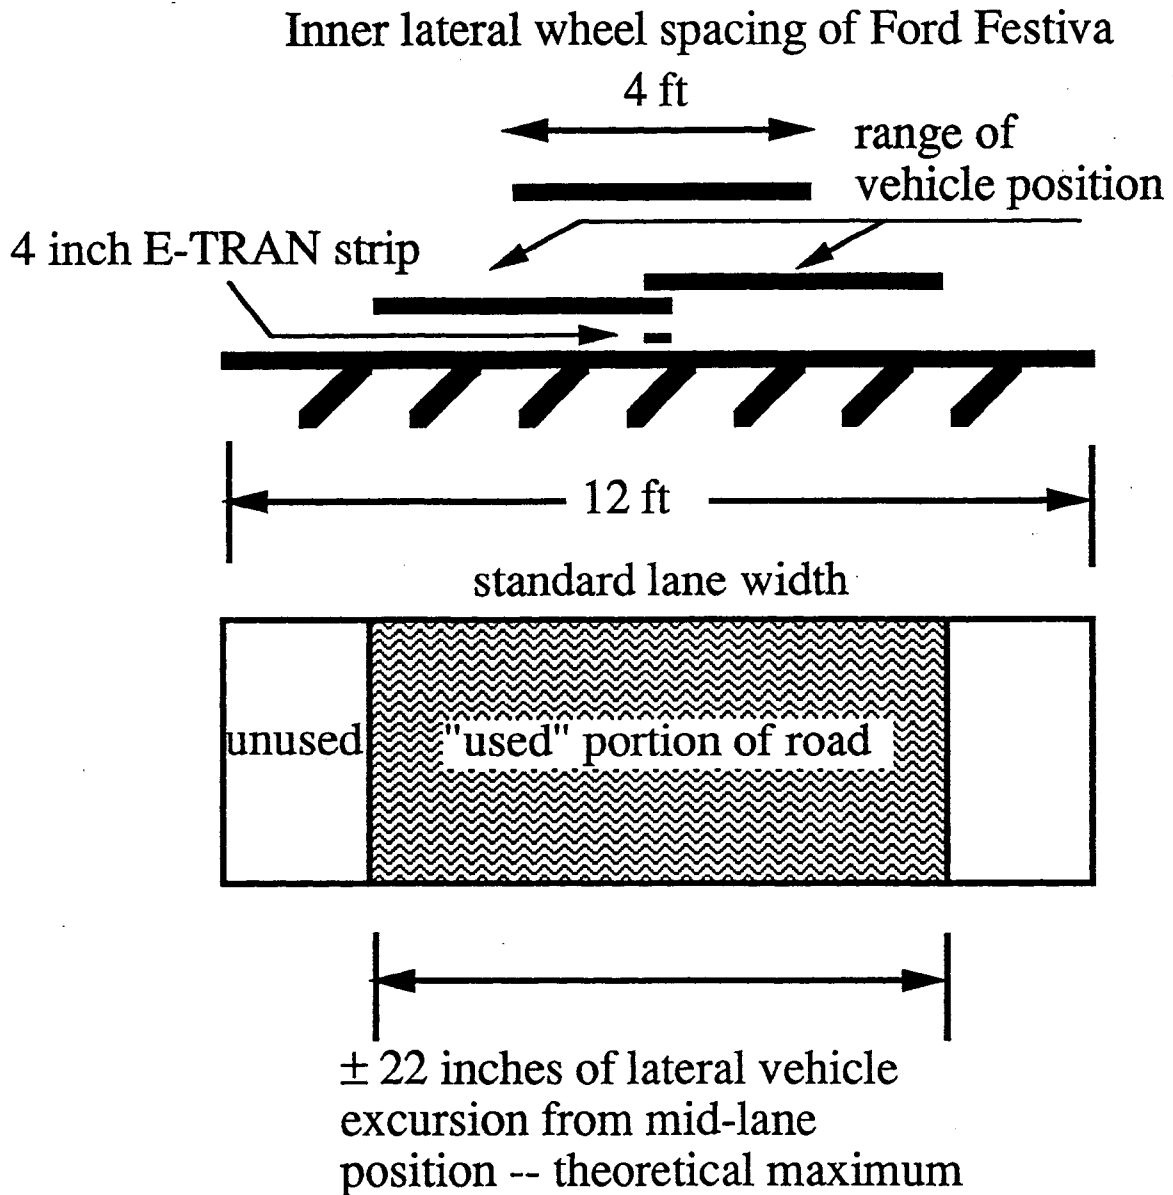 Inner lateral wheel spacing of Ford Festiva
4 ft
range of
vehicle position
4 inch E-TRAN strip
12 ft
standard lane width
unused
"used" portion of road
± 22 inches of lateral vehicle
excursion from mid-lane
position -- theoretical maximum